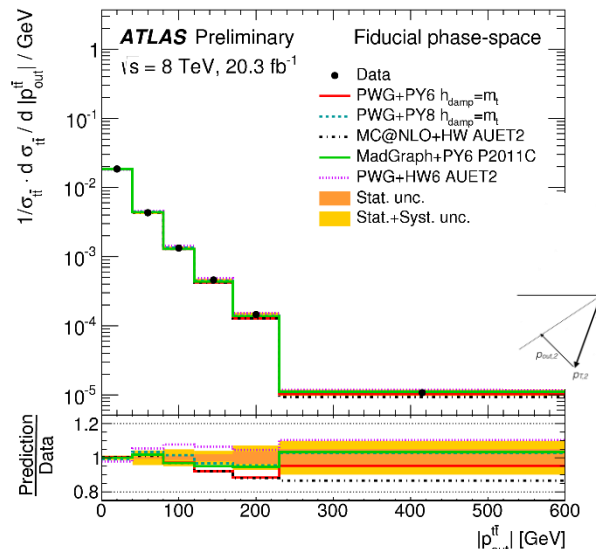 ATLAS Preliminary Fiducial phase-space
√s = 8 TeV, 20.3 fb⁻¹
Data
PWG+PY6 h_damp=m_t
PWG+PY8 h_damp=m_t
MC@NLO+HW AUET2
MadGraph+PY6 P2011C
PWG+HW6 AUET2
Stat. unc.
Stat.+Syst. unc.
1/σ_tt̄ · d σ_tt̄ / d |p_out^tt̄| / GeV
1
10⁻¹
10⁻²
10⁻³
10⁻⁴
10⁻⁵
p_out,2
p_T,2
Prediction
Data
1.2
1
0.8
0 100 200 300 400 500 600
|p_out^tt̄| [GeV]